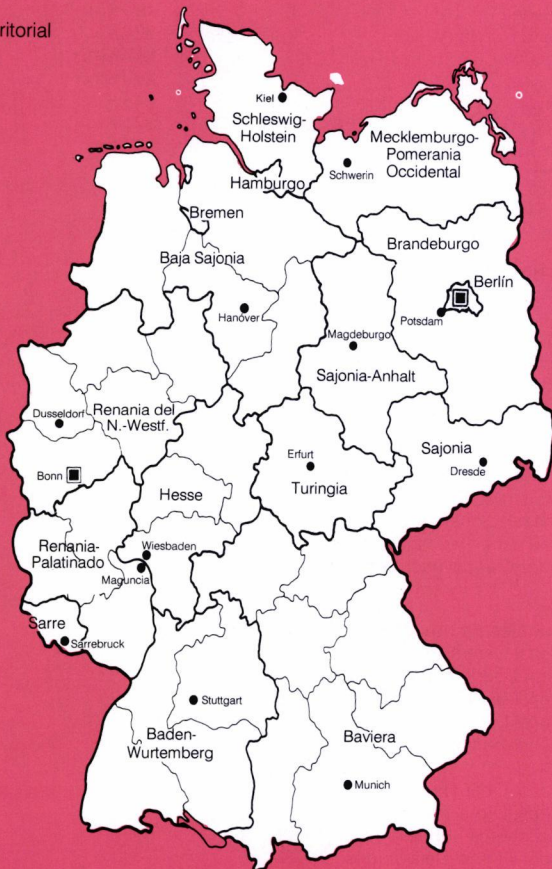 ritorial
Kiel
Schleswig-
Holstein
Mecklemburgo-
Pomerania
Occidental
Schwerin
Hamburgo
Bremen
Brandeburgo
Baja Sajonia
Berlín
Hanóver
Potsdam
Magdeburgo
Sajonia-Anhalt
Dusseldorf
Renania del
N.-Westf.
Sajonia
Erfurt
Dresde
Bonn
Hesse
Turingia
Renania-
Palatinado
Wiesbaden
Maguncia
Sarre
Sarrebruck
Stuttgart
Baden-
Wurtemberg
Baviera
Munich